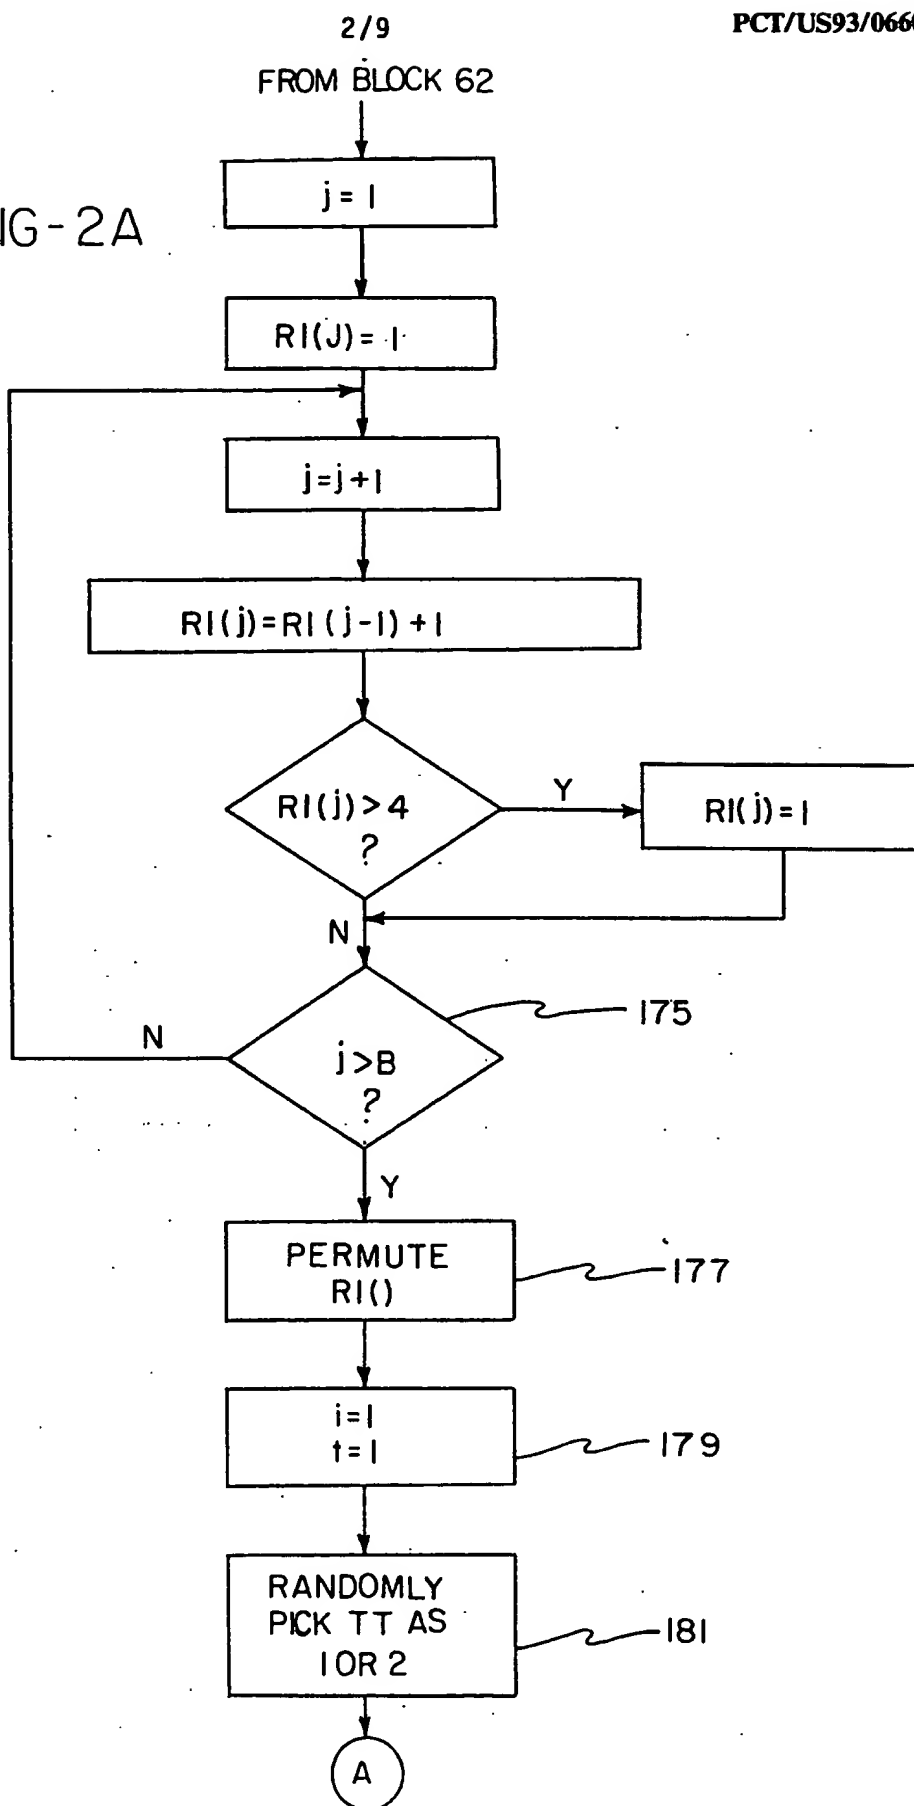 2/9
PCT/US93/066
FROM BLOCK 62
IG-2A
j = 1
RI(J) = 1
j=j+1
RI(j)=RI(j-1)+1
RI(j)>4
?
Y
RI(j)=1
N
175
N
j>B
?
Y
PERMUTE
RI()
177
i=1
t=1
179
RANDOMLY
PICK TT AS
1 OR 2
181
A